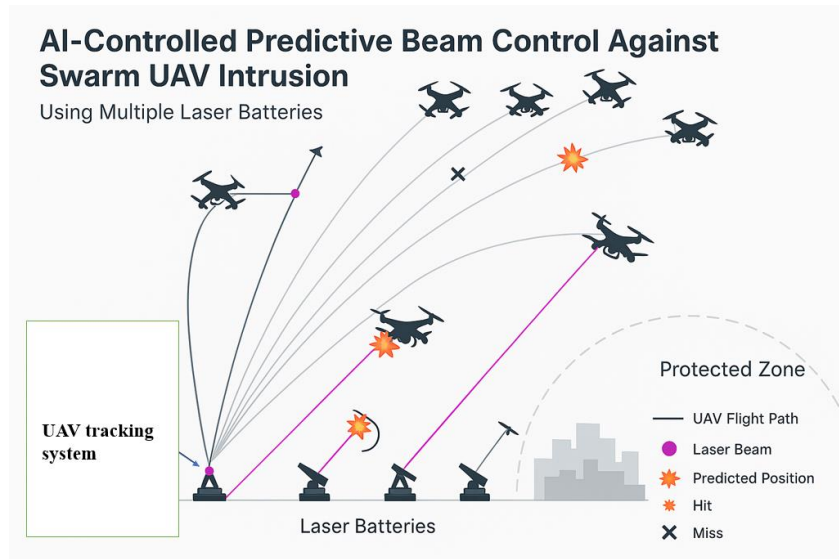 AI-Controlled Predictive Beam Control Against
Swarm UAV Intrusion
Using Multiple Laser Batteries
UAV tracking
system
Laser Batteries
Protected Zone
UAV Flight Path
Laser Beam
Predicted Position
Hit
Miss